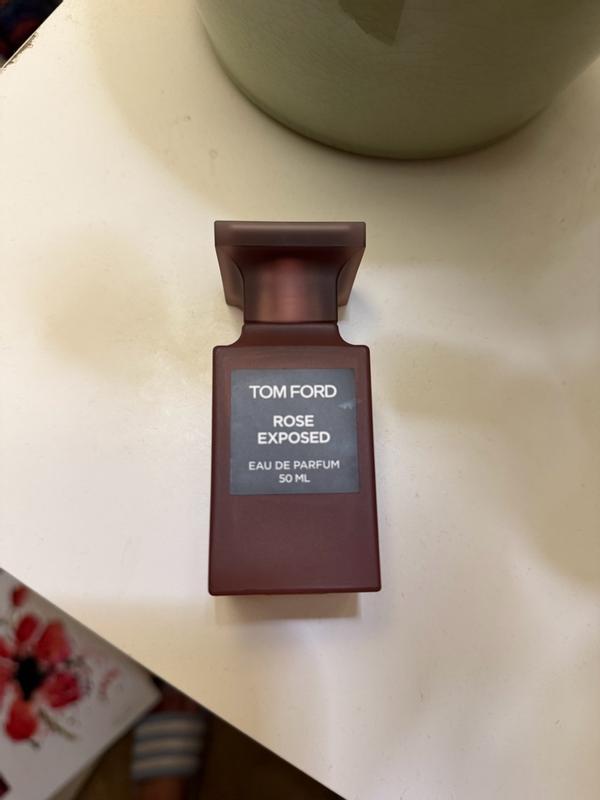 TOM FORD
ROSE
EXPOSED
EAU DE PARFUM
50 ML